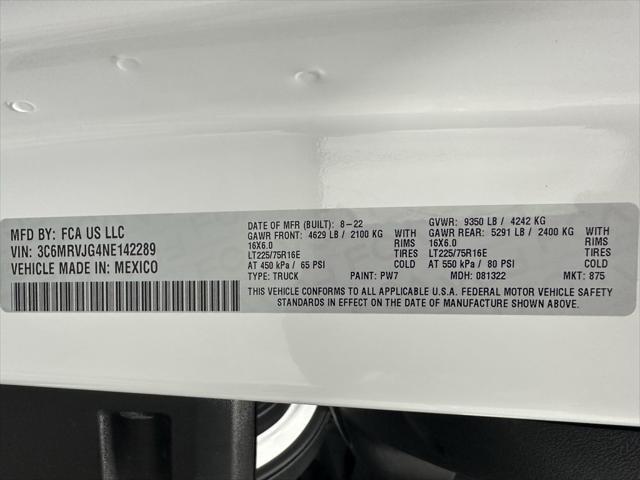 MFD BY: FCA US LLC
VIN: 3C6MRVJG4NE142289
VEHICLE MADE IN: MEXICO
DATE OF MFR (BUILT): 8-22
GAWR FRONT: 4629 LB / 2100 KG WITH
16X6.0 RIMS
LT225/75R16E TIRES
AT 450 kPa / 65 PSI COLD
TYPE: TRUCK PAINT: PW7
GVWR: 9350 LB / 4242 KG
GAWR REAR: 5291 LB / 2400 KG WITH
16X6.0 RIMS
LT225/75R16E TIRES
AT 550 kPa / 80 PSI COLD
MDH: 081322 MKT: 875
THIS VEHICLE CONFORMS TO ALL APPLICABLE U.S.A. FEDERAL MOTOR VEHICLE SAFETY
STANDARDS IN EFFECT ON THE DATE OF MANUFACTURE SHOWN ABOVE.